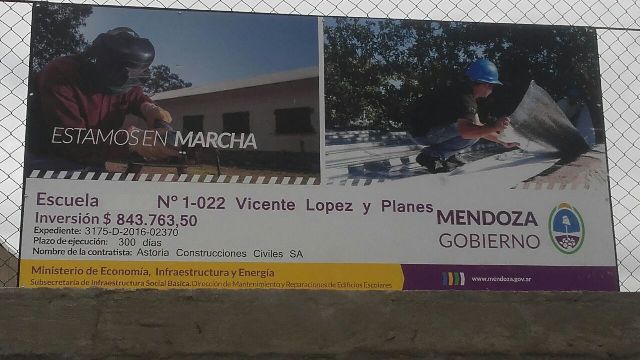 ESTAMOS EN MARCHA
Escuela Nº 1-022 Vicente Lopez y Planes
Inversión $ 843.763,50
Expediente: 3175-D-2016-02370
Plazo de ejecución: 300 días
Nombre de la contratista: Astoria Construcciones Civiles SA
MENDOZA
GOBIERNO
Ministerio de Economía, Infraestructura y Energía
Subsecretaría de Infraestructura Social Básica. Dirección de Mantenimiento y Reparaciones de Edificios Escolares
www.mendoza.gov.ar